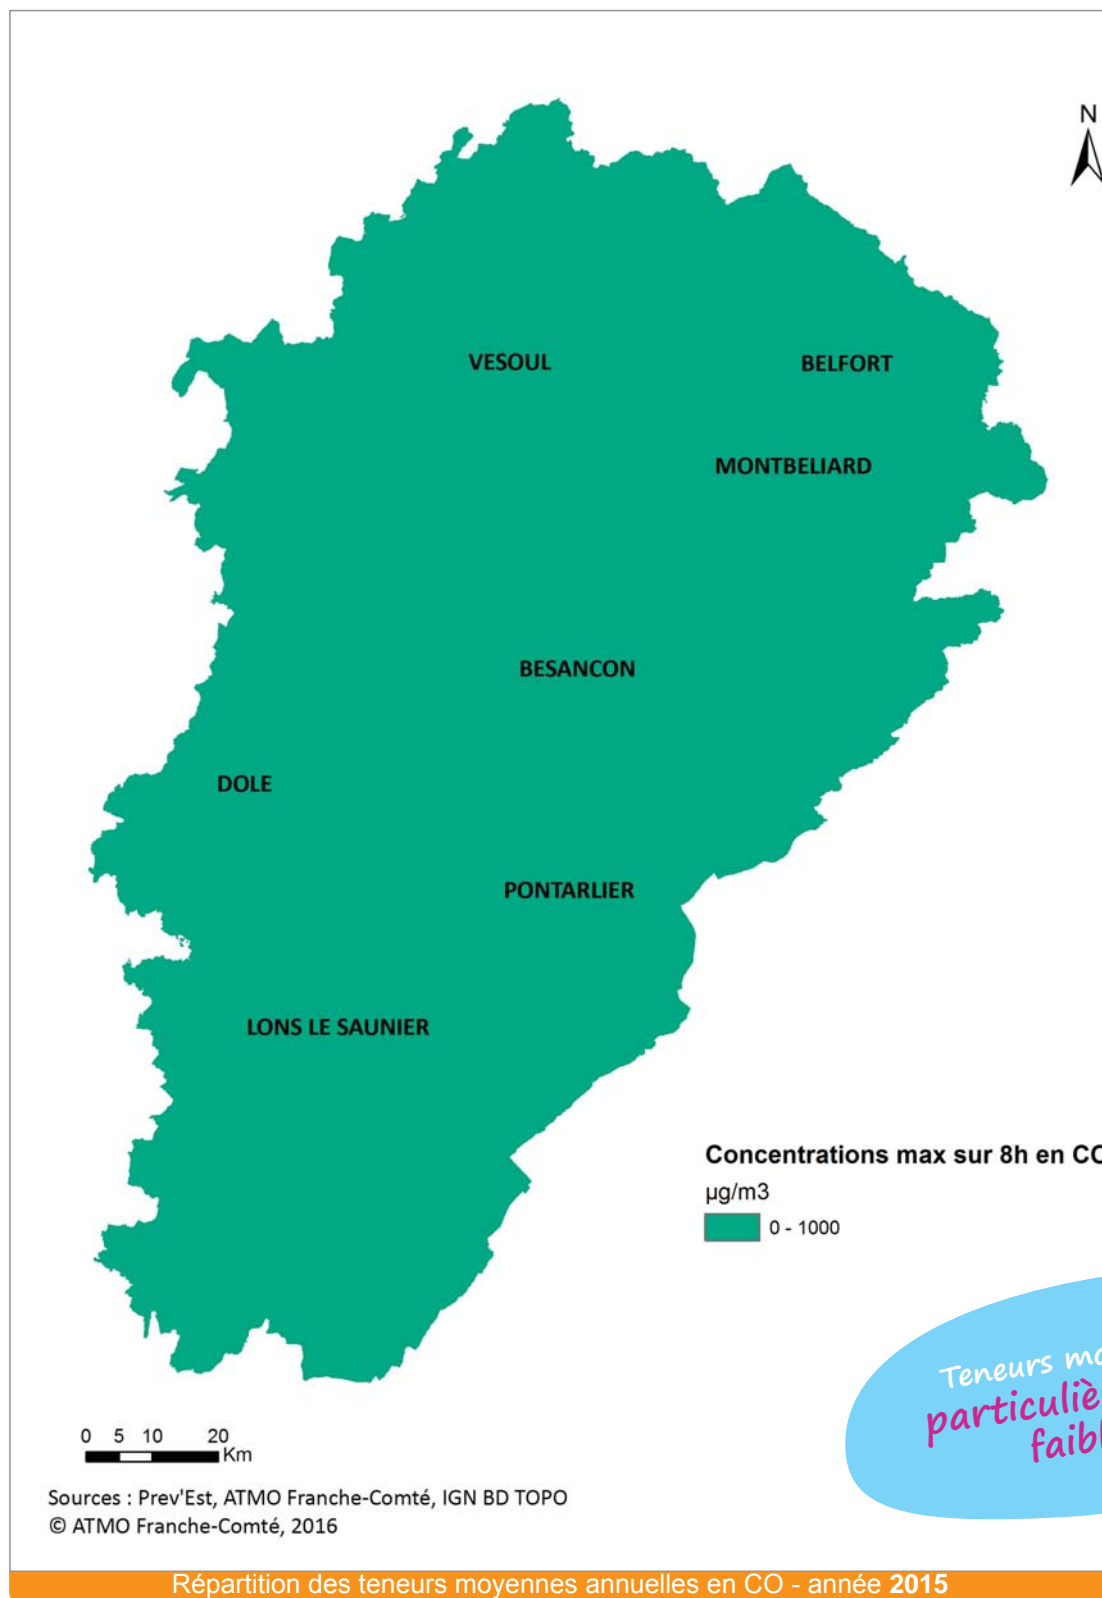 N
VESOUL
BELFORT
MONTBELIARD
BESANCON
DOLE
PONTARLIER
LONS LE SAUNIER
Concentrations max sur 8h en CO
µg/m3
0 - 1000
Teneurs
0 5 10 20
Km
Sources : Prev'Est, ATMO Franche-Comté, IGN BD TOPO
© ATMO Franche-Comté, 2016
Répartition des teneurs moyennes annuelles en CO - année 2015